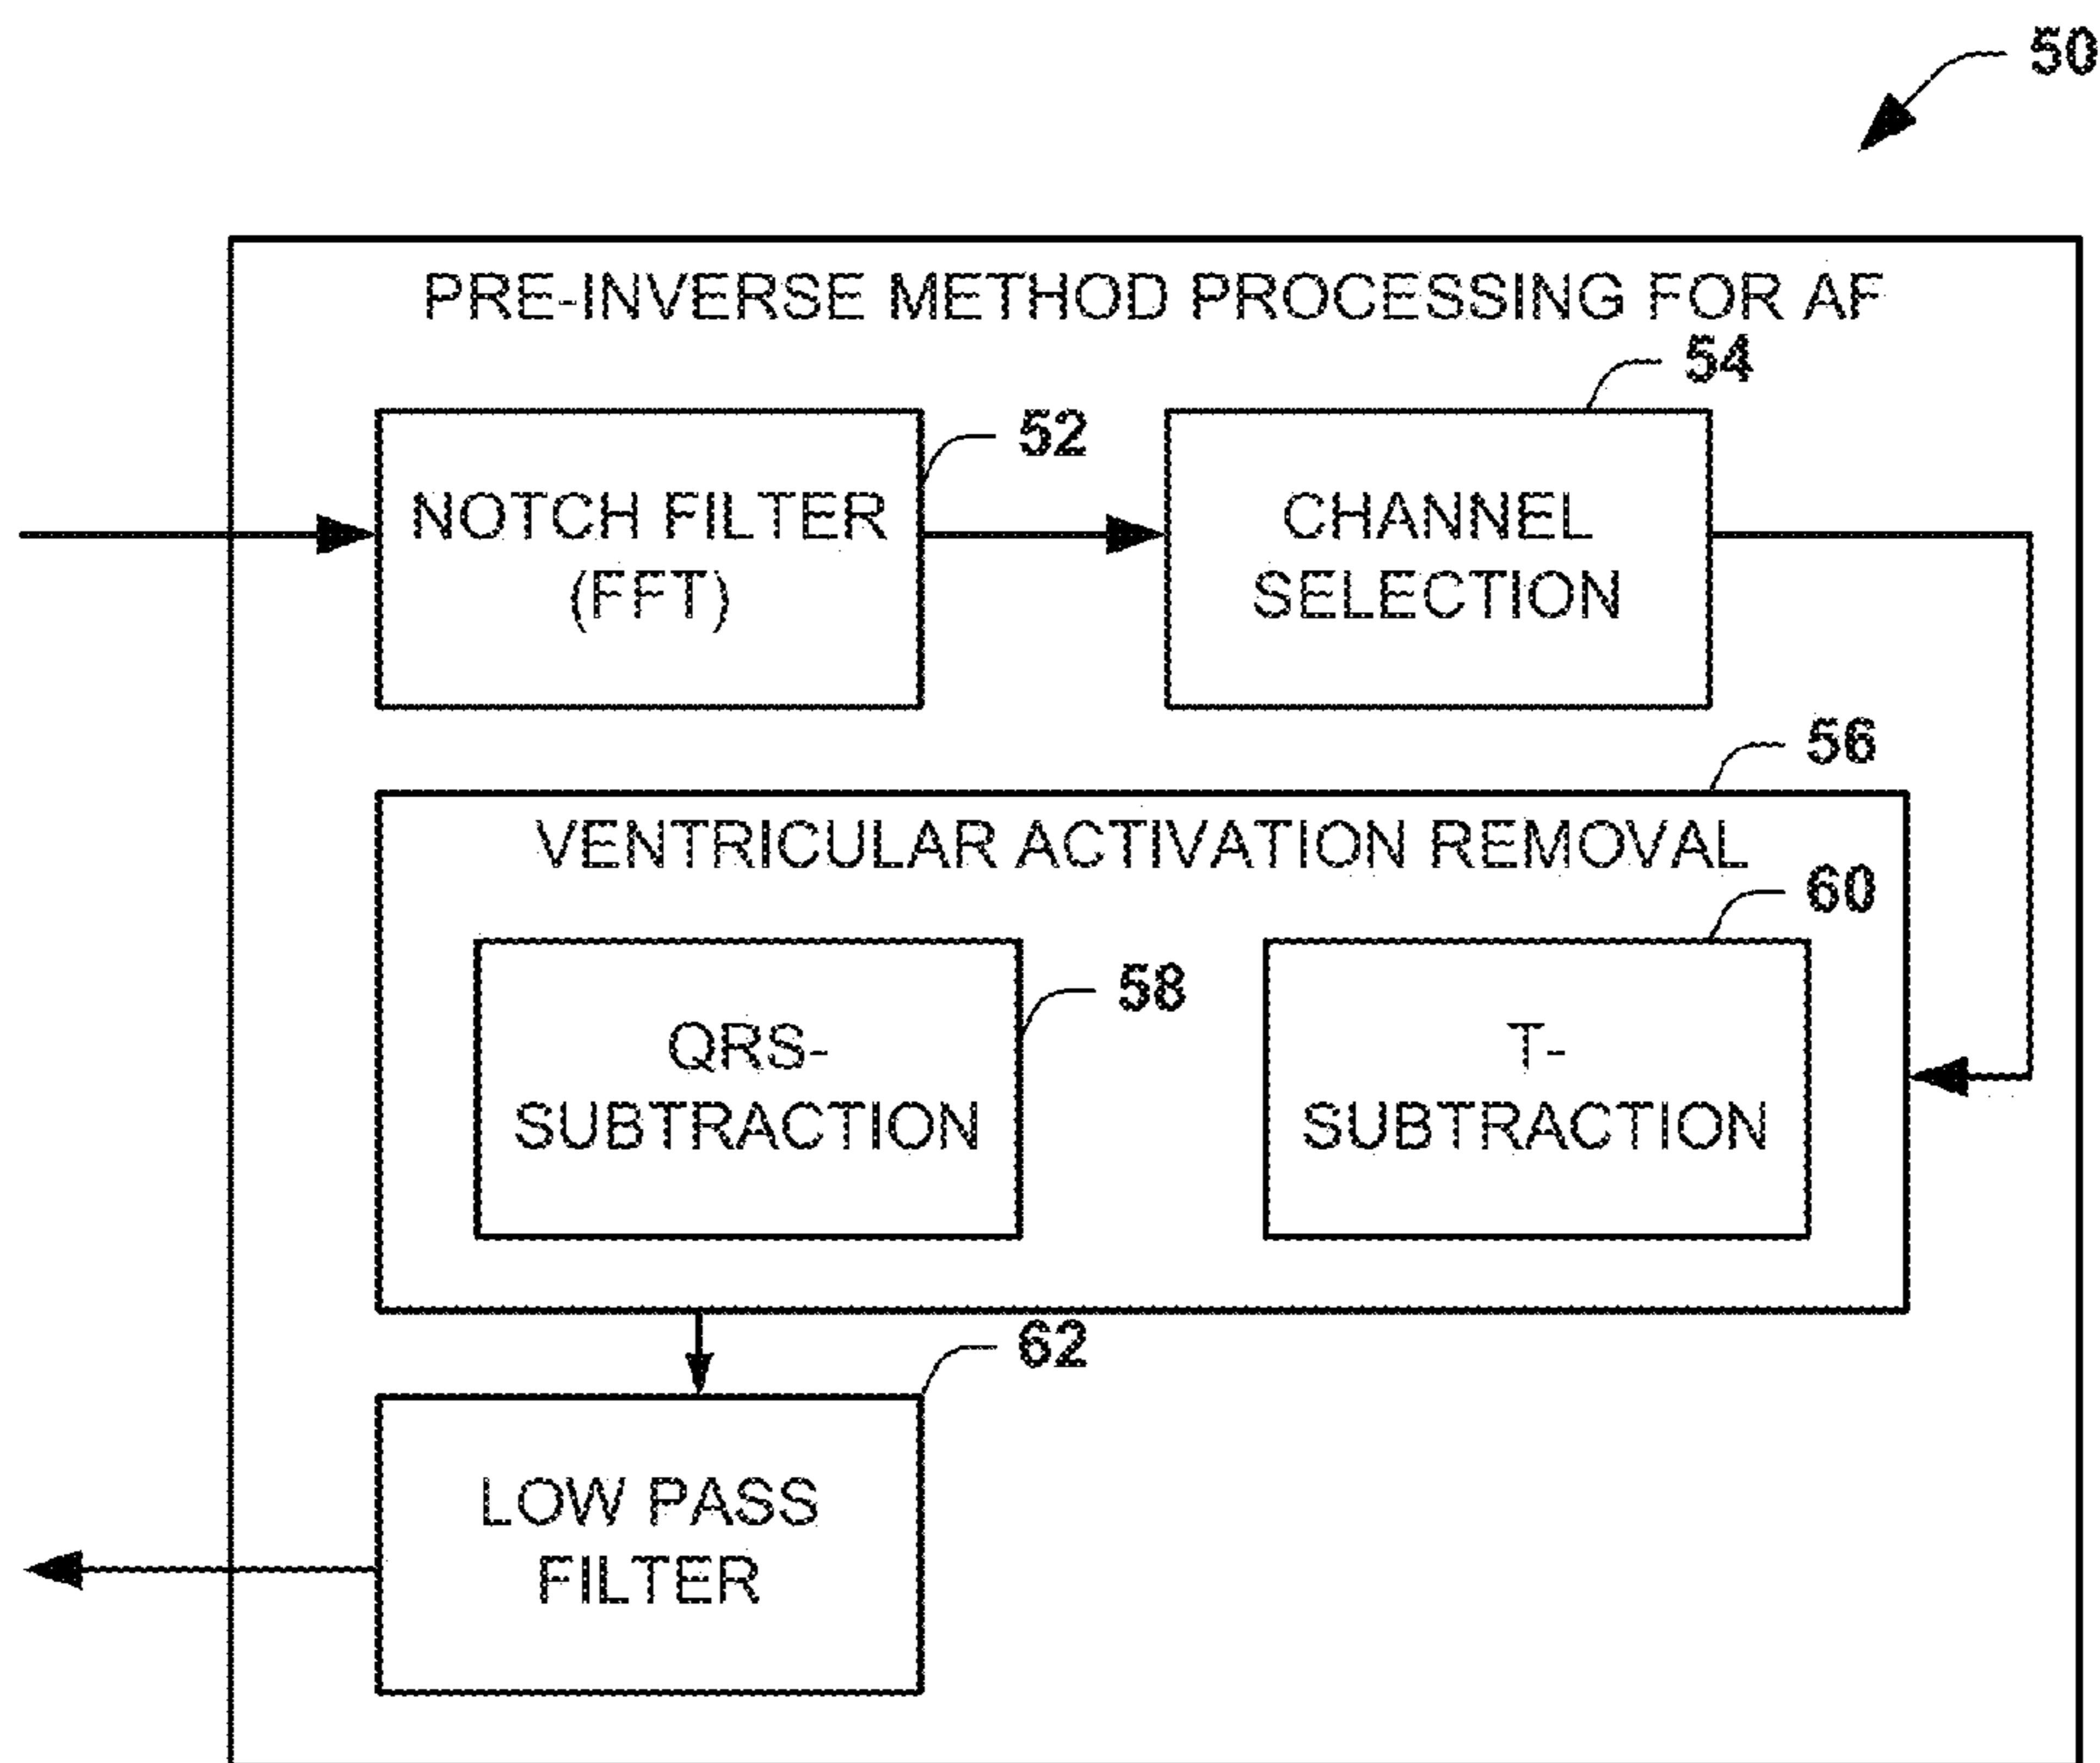 50
PRE-INVERSE METHOD PROCESSING FOR AF
54
52
NOTCH FILTER
(FFT)
CHANNEL
SELECTION
56
VENTRICULAR ACTIVATION REMOVAL
60
58
QRS-
SUBTRACTION
T-
SUBTRACTION
62
LOW PASS
FILTER